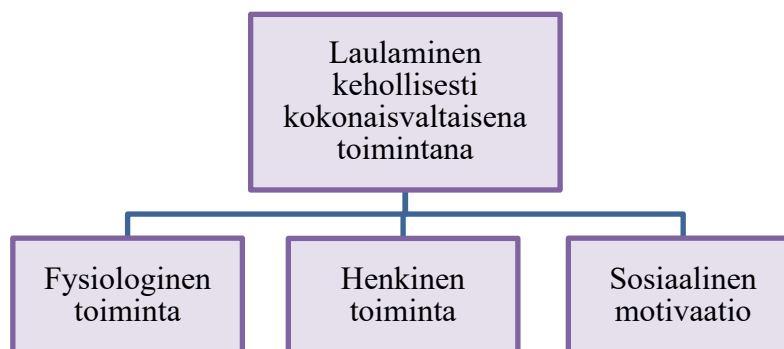 Laulaminen
kehollisesti
kokonaisvaltaisena
toimintana
Fysiologinen
toiminta
Henkinen
toiminta
Sosiaalinen
motivaatio